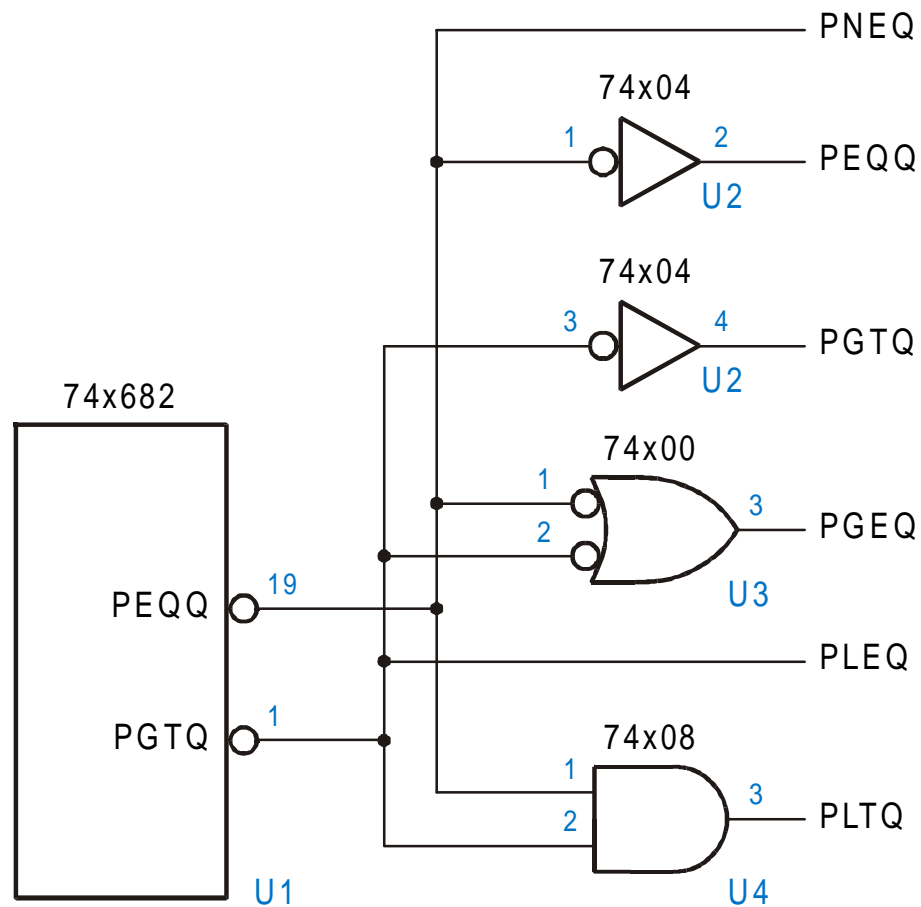 PNEQ
74x04
1
2
PEQQ
U2
74x04
3
4
PGTQ
U2
74x682
74x00
1
2
3
PGEQ
U3
PEQQ
19
PLEQ
PGTQ
1
74x08
1
2
3
PLTQ
U1
U4